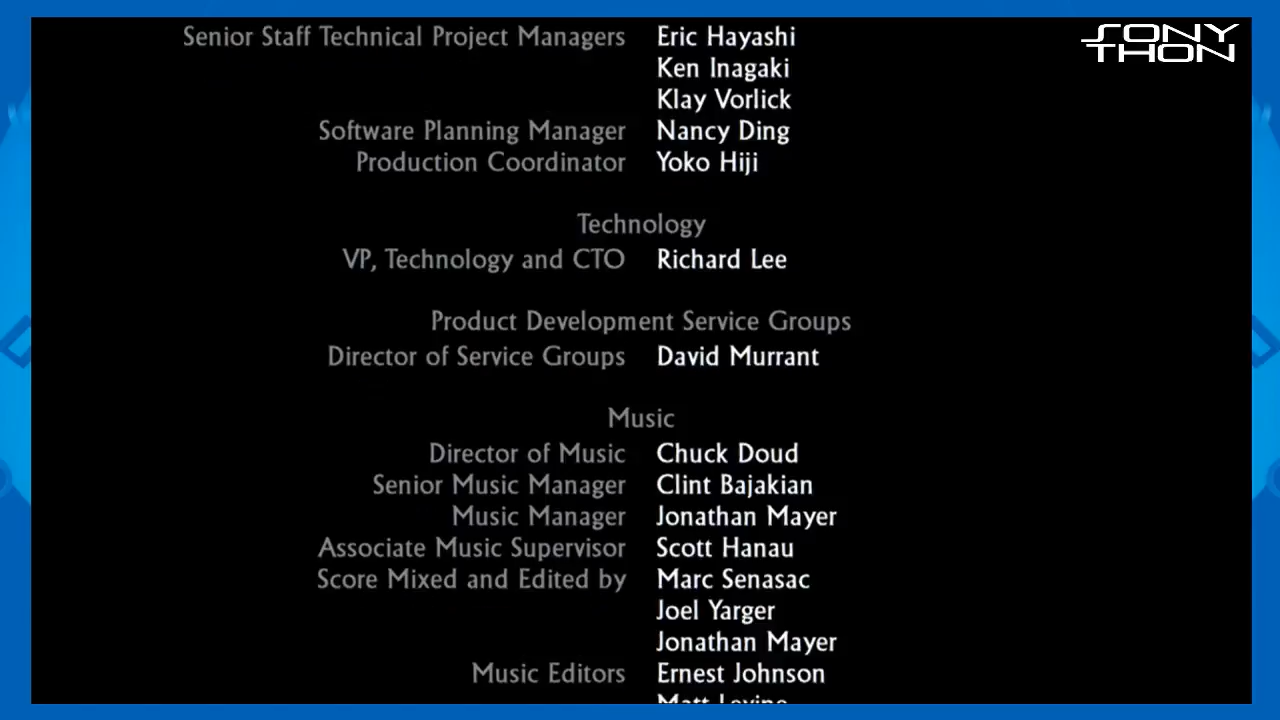 SONY
THON
Senior Staff Technical Project Managers Eric Hayashi
Ken Inagaki
Klay Vorlick
Software Planning Manager Nancy Ding
Production Coordinator Yoko Hiji
Technology
VP, Technology and CTO Richard Lee
Product Development Service Groups
Director of Service Groups David Murrant
Music
Director of Music Chuck Doud
Senior Music Manager Clint Bajakian
Music Manager Jonathan Mayer
Associate Music Supervisor Scott Hanau
Score Mixed and Edited by Marc Senasac
Joel Yarger
Jonathan Mayer
Music Editors Ernest Johnson
Matt Levine